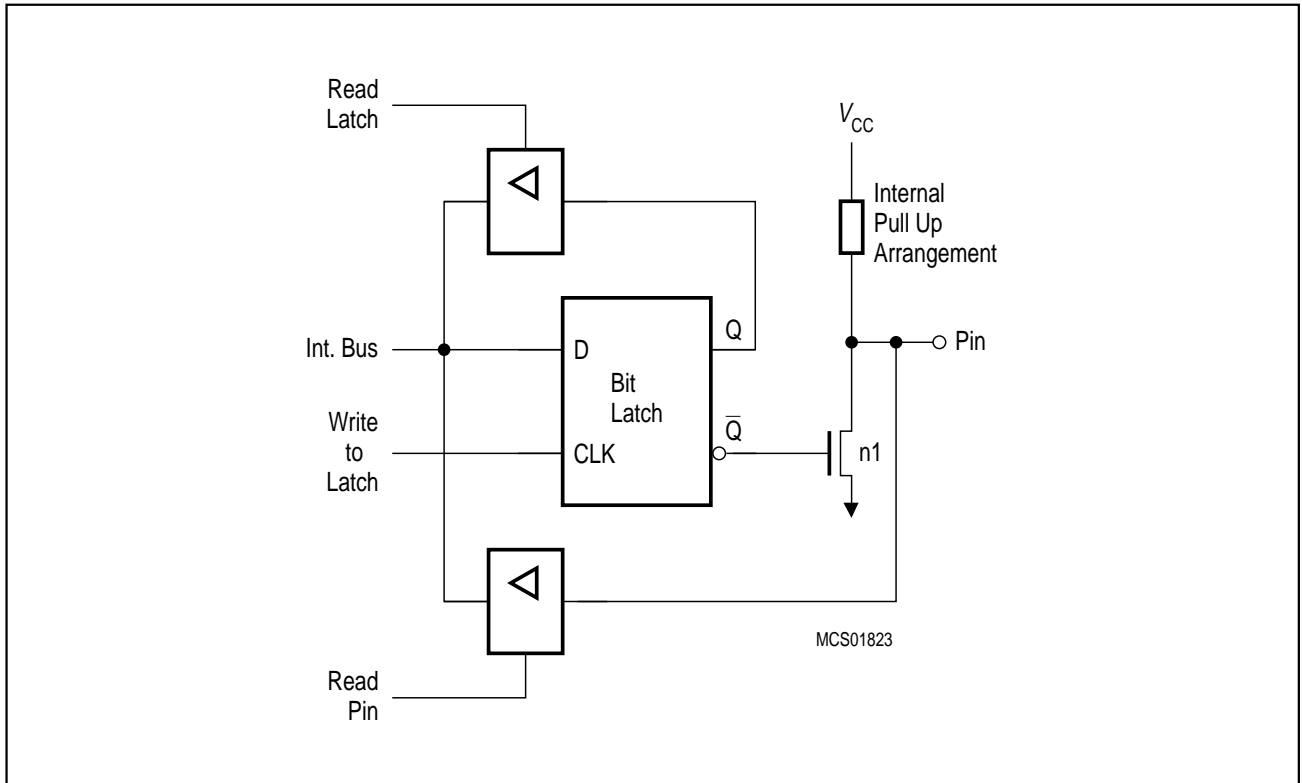 Read
Latch
V_CC
Internal
Pull Up
Arrangement
Q
Int. Bus
D
Pin
Bit
Latch
Q̅
Write
to
Latch
CLK
n1
MCS01823
Read
Pin